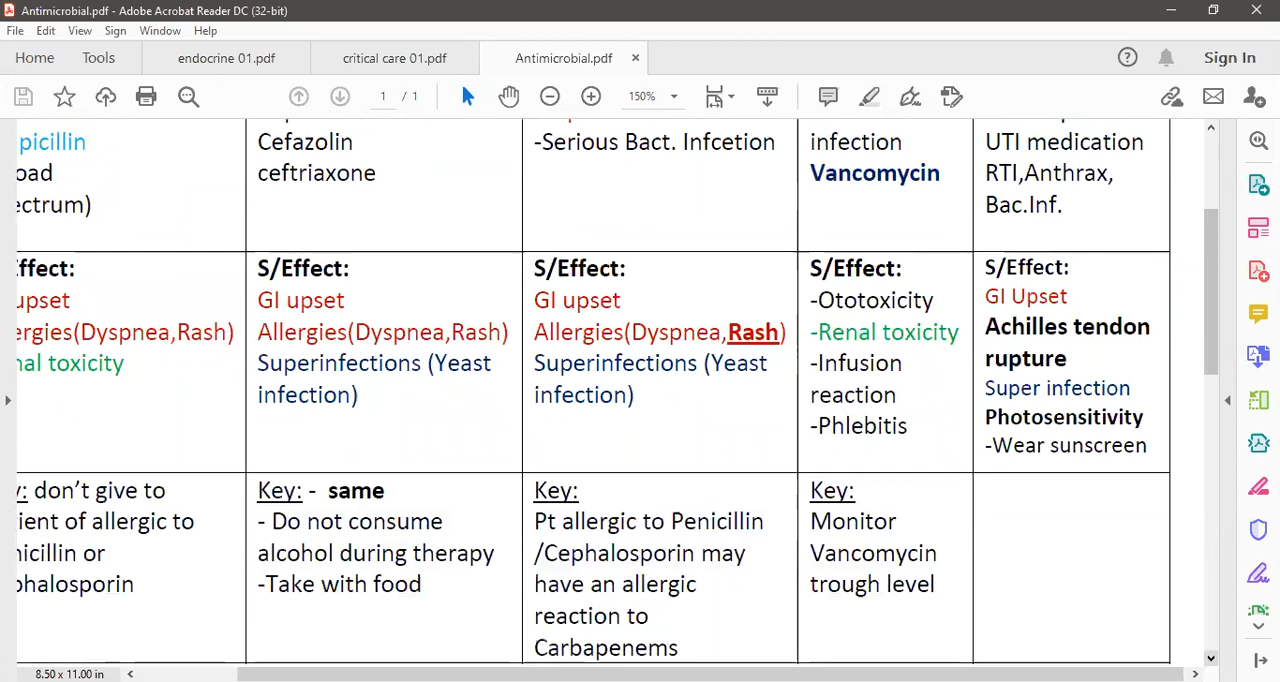 Antimicrobial.pdf - Adobe Acrobat Reader DC (32-bit)
File Edit View Sign Window Help
Home Tools endocrine 01.pdf critical care 01.pdf Antimicrobial.pdf × Sign In
1 / 1 150%
picillin
oad
ectrum)
Cefazolin
ceftriaxone
-Serious Bact. Infcetion
infection
Vancomycin
UTI medication
RTI,Anthrax,
Bac.Inf.
ffect:
upset
ergies(Dyspnea,Rash)
nal toxicity
S/Effect:
GI upset
Allergies(Dyspnea,Rash)
Superinfections (Yeast
infection)
S/Effect:
GI upset
Allergies(Dyspnea,Rash)
Superinfections (Yeast
infection)
S/Effect:
-Ototoxicity
-Renal toxicity
-Infusion
reaction
-Phlebitis
S/Effect:
GI Upset
Achilles tendon
rupture
Super infection
Photosensitivity
-Wear sunscreen
y: don’t give to
ient of allergic to
nicillin or
phalosporin
Key: - same
- Do not consume
alcohol during therapy
-Take with food
Key:
Pt allergic to Penicillin
/Cephalosporin may
have an allergic
reaction to
Carbapenems
Key:
Monitor
Vancomycin
trough level
8.50 x 11.00 in